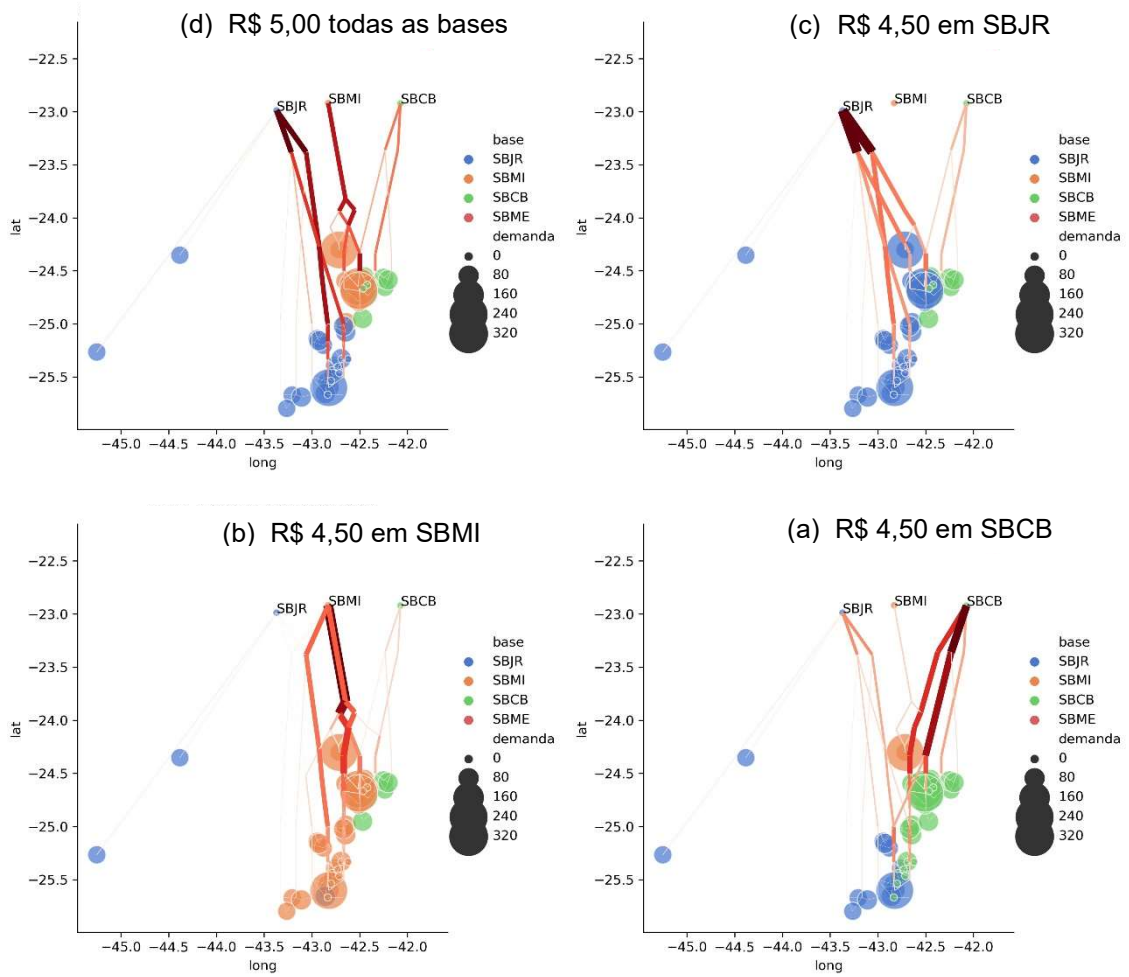 (d) R$ 5,00 todas as bases
−22.5
−23.0
−23.5
−24.0
−24.5
−25.0
−25.5
lat
SBJR
SBMI
SBCB
base
SBJR
SBMI
SBCB
SBME
demanda
0
80
160
240
320
−45.0 −44.5 −44.0 −43.5 −43.0 −42.5 −42.0
long
(c) R$ 4,50 em SBJR
−22.5
−23.0
−23.5
−24.0
−24.5
−25.0
−25.5
lat
SBJR
SBMI
SBCB
base
SBJR
SBMI
SBCB
SBME
demanda
0
80
160
240
320
−45.0 −44.5 −44.0 −43.5 −43.0 −42.5 −42.0
long
(b) R$ 4,50 em SBMI
−22.5
−23.0
−23.5
−24.0
−24.5
−25.0
−25.5
lat
SBJR
SBMI
SBCB
base
SBJR
SBMI
SBCB
SBME
demanda
0
80
160
240
320
−45.0 −44.5 −44.0 −43.5 −43.0 −42.5 −42.0
long
(a) R$ 4,50 em SBCB
−22.5
−23.0
−23.5
−24.0
−24.5
−25.0
−25.5
lat
SBJR
SBMI
SBCB
base
SBJR
SBMI
SBCB
SBME
demanda
0
80
160
240
320
−45.0 −44.5 −44.0 −43.5 −43.0 −42.5 −42.0
long